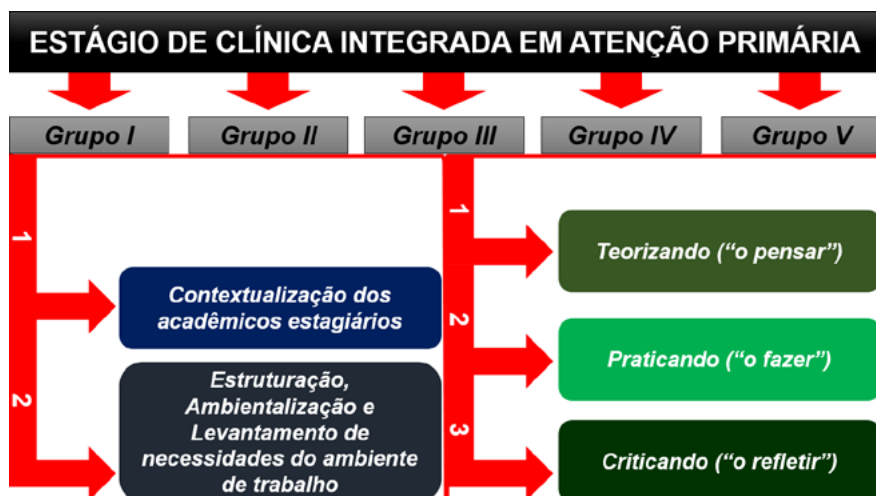 ESTÁGIO DE CLÍNICA INTEGRADA EM ATENÇÃO PRIMÁRIA
Grupo I
Grupo II
Grupo III
Grupo IV
Grupo V
1
Contextualização dos
acadêmicos estagiários
2
Estruturação,
Ambientalização e
Levantamento de
necessidades do ambiente
de trabalho
1
Teorizando ("o pensar")
2
Praticando ("o fazer")
3
Criticando ("o refletir")